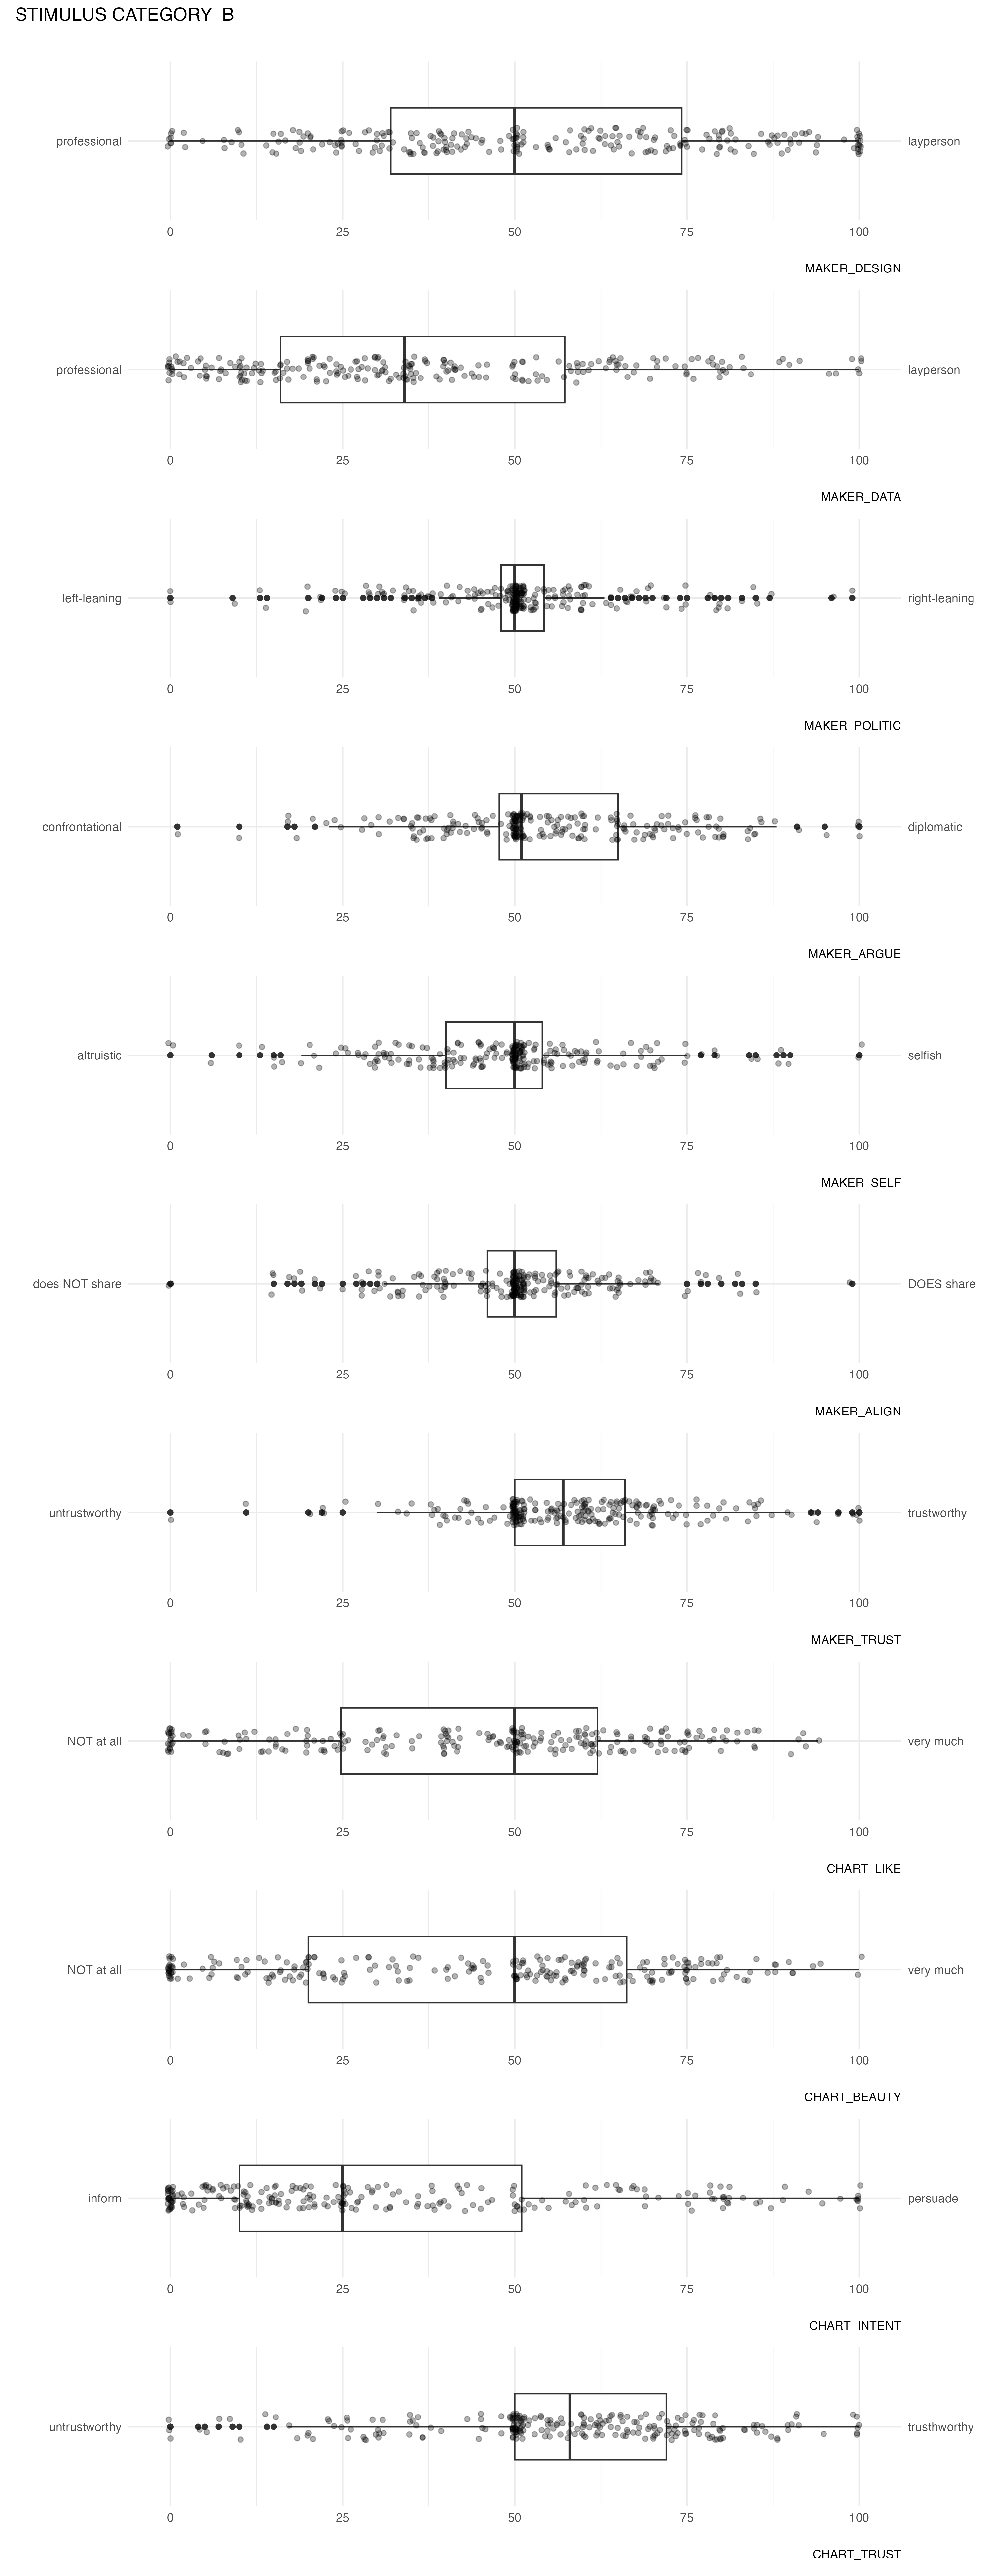 STIMULUS CATEGORY  B
professional layperson
0 25 50 75 100
MAKER_DESIGN
professional layperson
0 25 50 75 100
MAKER_DATA
left-leaning right-leaning
0 25 50 75 100
MAKER_POLITIC
confrontational diplomatic
0 25 50 75 100
MAKER_ARGUE
altruistic selfish
0 25 50 75 100
MAKER_SELF
does NOT share DOES share
0 25 50 75 100
MAKER_ALIGN
untrustworthy trustworthy
0 25 50 75 100
MAKER_TRUST
NOT at all very much
0 25 50 75 100
CHART_LIKE
NOT at all very much
0 25 50 75 100
CHART_BEAUTY
inform persuade
0 25 50 75 100
CHART_INTENT
untrustworthy trusthworthy
0 25 50 75 100
CHART_TRUST